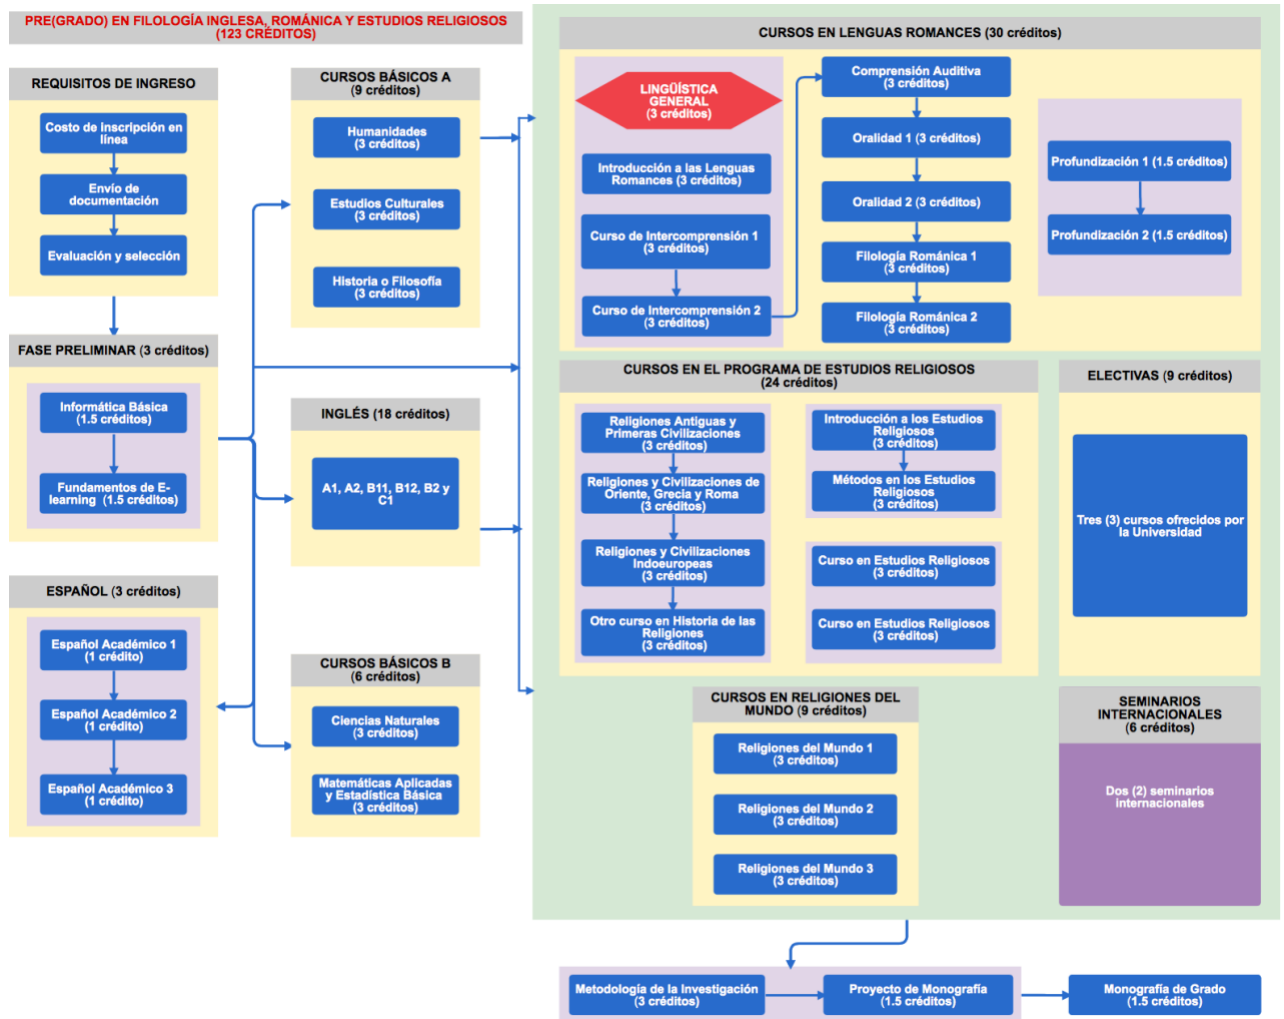 PRE(GRADO) EN FILOLOGÍA INGLESA, ROMÁNICA Y ESTUDIOS RELIGIOSOS
(123 CRÉDITOS)
REQUISITOS DE INGRESO
Costo de inscripción en
línea
Envío de
documentación
Evaluación y selección
FASE PRELIMINAR (3 créditos)
Informática Básica
(1.5 créditos)
Fundamentos de E-
learning (1.5 créditos)
ESPAÑOL (3 créditos)
Español Académico 1
(1 crédito)
Español Académico 2
(1 crédito)
Español Académico 3
(1 crédito)
CURSOS BÁSICOS A
(9 créditos)
Humanidades
(3 créditos)
Estudios Culturales
(3 créditos)
Historia o Filosofía
(3 créditos)
INGLÉS (18 créditos)
A1, A2, B11, B12, B2 y
C1
CURSOS BÁSICOS B
(6 créditos)
Ciencias Naturales
(3 créditos)
Matemáticas Aplicadas
y Estadística Básica
(3 créditos)
CURSOS EN LENGUAS ROMANCES (30 créditos)
LINGÜÍSTICA
GENERAL
(3 créditos)
Introducción a las Lenguas
Romances (3 créditos)
Curso de Intercomprensión 1
(3 créditos)
Curso de Intercomprensión 2
(3 créditos)
Comprensión Auditiva
(3 créditos)
Oralidad 1 (3 créditos)
Oralidad 2 (3 créditos)
Filología Románica 1
(3 créditos)
Filología Románica 2
(3 créditos)
Profundización 1 (1.5 créditos)
Profundización 2 (1.5 créditos)
CURSOS EN EL PROGRAMA DE ESTUDIOS RELIGIOSOS
(24 créditos)
Religiones Antiguas y
Primeras Civilizaciones
(3 créditos)
Religiones y Civilizaciones de
Oriente, Grecia y Roma
(3 créditos)
Religiones y Civilizaciones
Indoeuropeas
(3 créditos)
Otro curso en Historia de las
Religiones
(3 créditos)
Introducción a los Estudios
Religiosos
(3 créditos)
Métodos en los Estudios
Religiosos
(3 créditos)
Curso en Estudios Religiosos
(3 créditos)
Curso en Estudios Religiosos
(3 créditos)
ELECTIVAS (9 créditos)
Tres (3) cursos ofrecidos por
la Universidad
CURSOS EN RELIGIONES DEL
MUNDO (9 créditos)
Religiones del Mundo 1
(3 créditos)
Religiones del Mundo 2
(3 créditos)
Religiones del Mundo 3
(3 créditos)
SEMINARIOS
INTERNACIONALES
(6 créditos)
Dos (2) seminarios
internacionales
Metodología de la Investigación
(3 créditos)
Proyecto de Monografía
(1.5 créditos)
Monografía de Grado
(1.5 créditos)